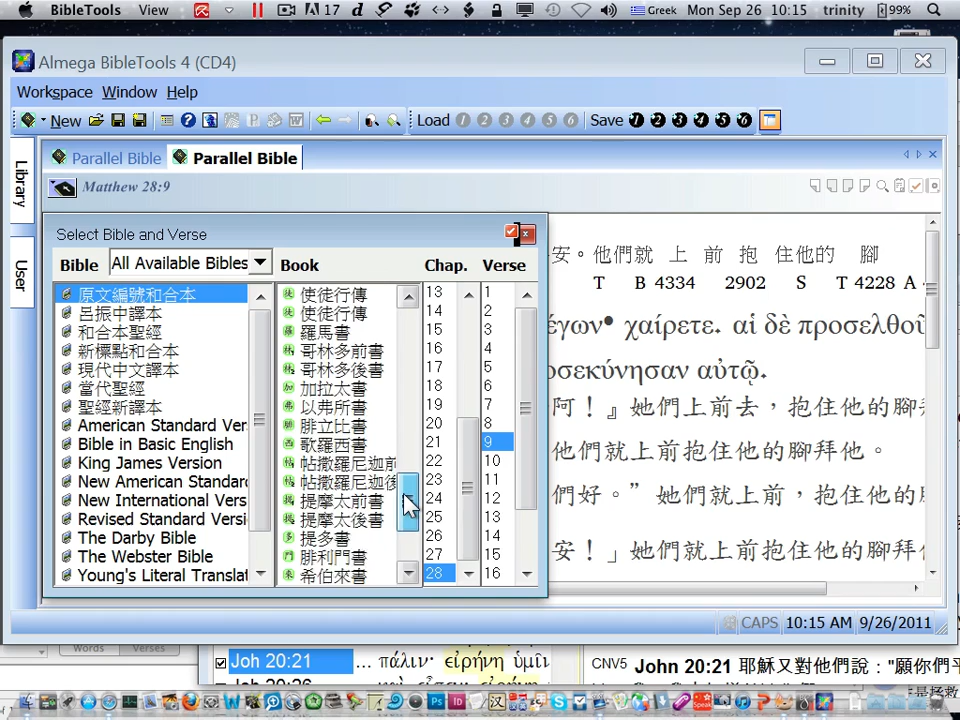 BibleTools View 17 Greek Mon Sep 26 10:15 trinity 99%
Almega BibleTools 4 (CD4)
Workspace Window Help
New Load 1 2 3 4 5 6 Save 1 2 3 4 5 6
Library
User
Parallel Bible Parallel Bible
Matthew 28:9
Select Bible and Verse
Bible All Available Bibles Book Chap. Verse
原文編號和合本
呂振中譯本
和合本聖經
新標點和合本
現代中文譯本
當代聖經
聖經新譯本
American Standard Ver
Bible in Basic English
King James Version
New American Standard
New International Vers
Revised Standard Versi
The Darby Bible
The Webster Bible
Young's Literal Translat
使徒行傳
使徒行傳
羅馬書
哥林多前書
哥林多後書
加拉太書
以弗所書
腓立比書
歌羅西書
帖撒羅尼迦前
帖撒羅尼迦後
提摩太前書
提摩太後書
提多書
腓利門書
希伯來書
13
14
15
16
17
18
19
20
21
22
23
24
25
26
27
28
1
2
3
4
5
6
7
8
9
10
11
12
13
14
15
16
安。他們就 上 前 抱 住他的 腳
T B 4334 2902 S T 4228 A
έγων• χαίρετε. αἱ δὲ προσελθοῦ
οσεκύνησαν αὐτῷ.
阿！』她們上前去，抱住他的腳
他們就上前抱住他的腳拜他。
們好。”她們就上前，抱住他的
安！」她們就上前抱住他的腳拜
CAPS 10:15 AM 9/26/2011
Words Verses
Joh 20:21 ... πάλιν· εἰρήνη ὑμῖν
CNV5 John 20:21 耶穌又對他們說："願你們平